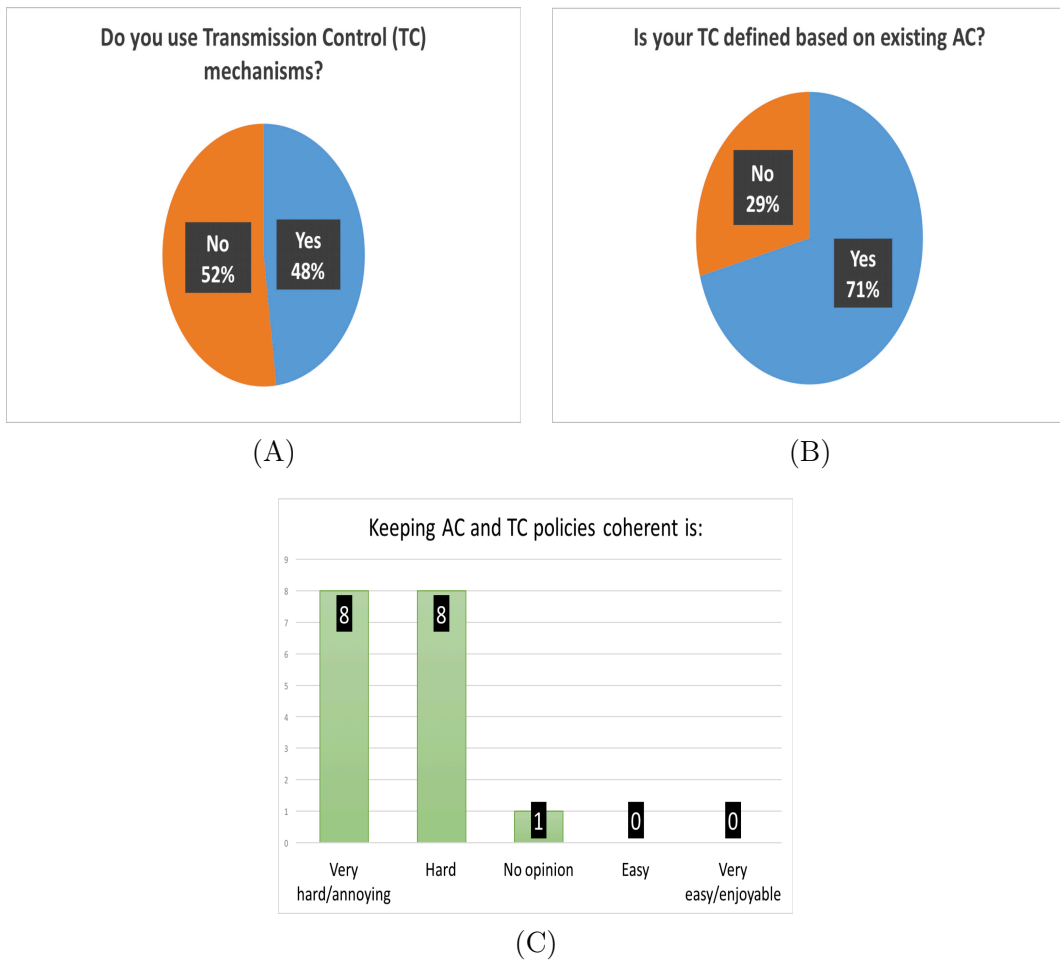 Do you use Transmission Control (TC)
mechanisms?
No
52%
Yes
48%
(A)
Is your TC defined based on existing AC?
No
29%
Yes
71%
(B)
Keeping AC and TC policies coherent is:
9
8
7
6
5
4
3
2
1
0
8
8
1
0
0
Very
hard/annoying
Hard
No opinion
Easy
Very
easy/enjoyable
(C)